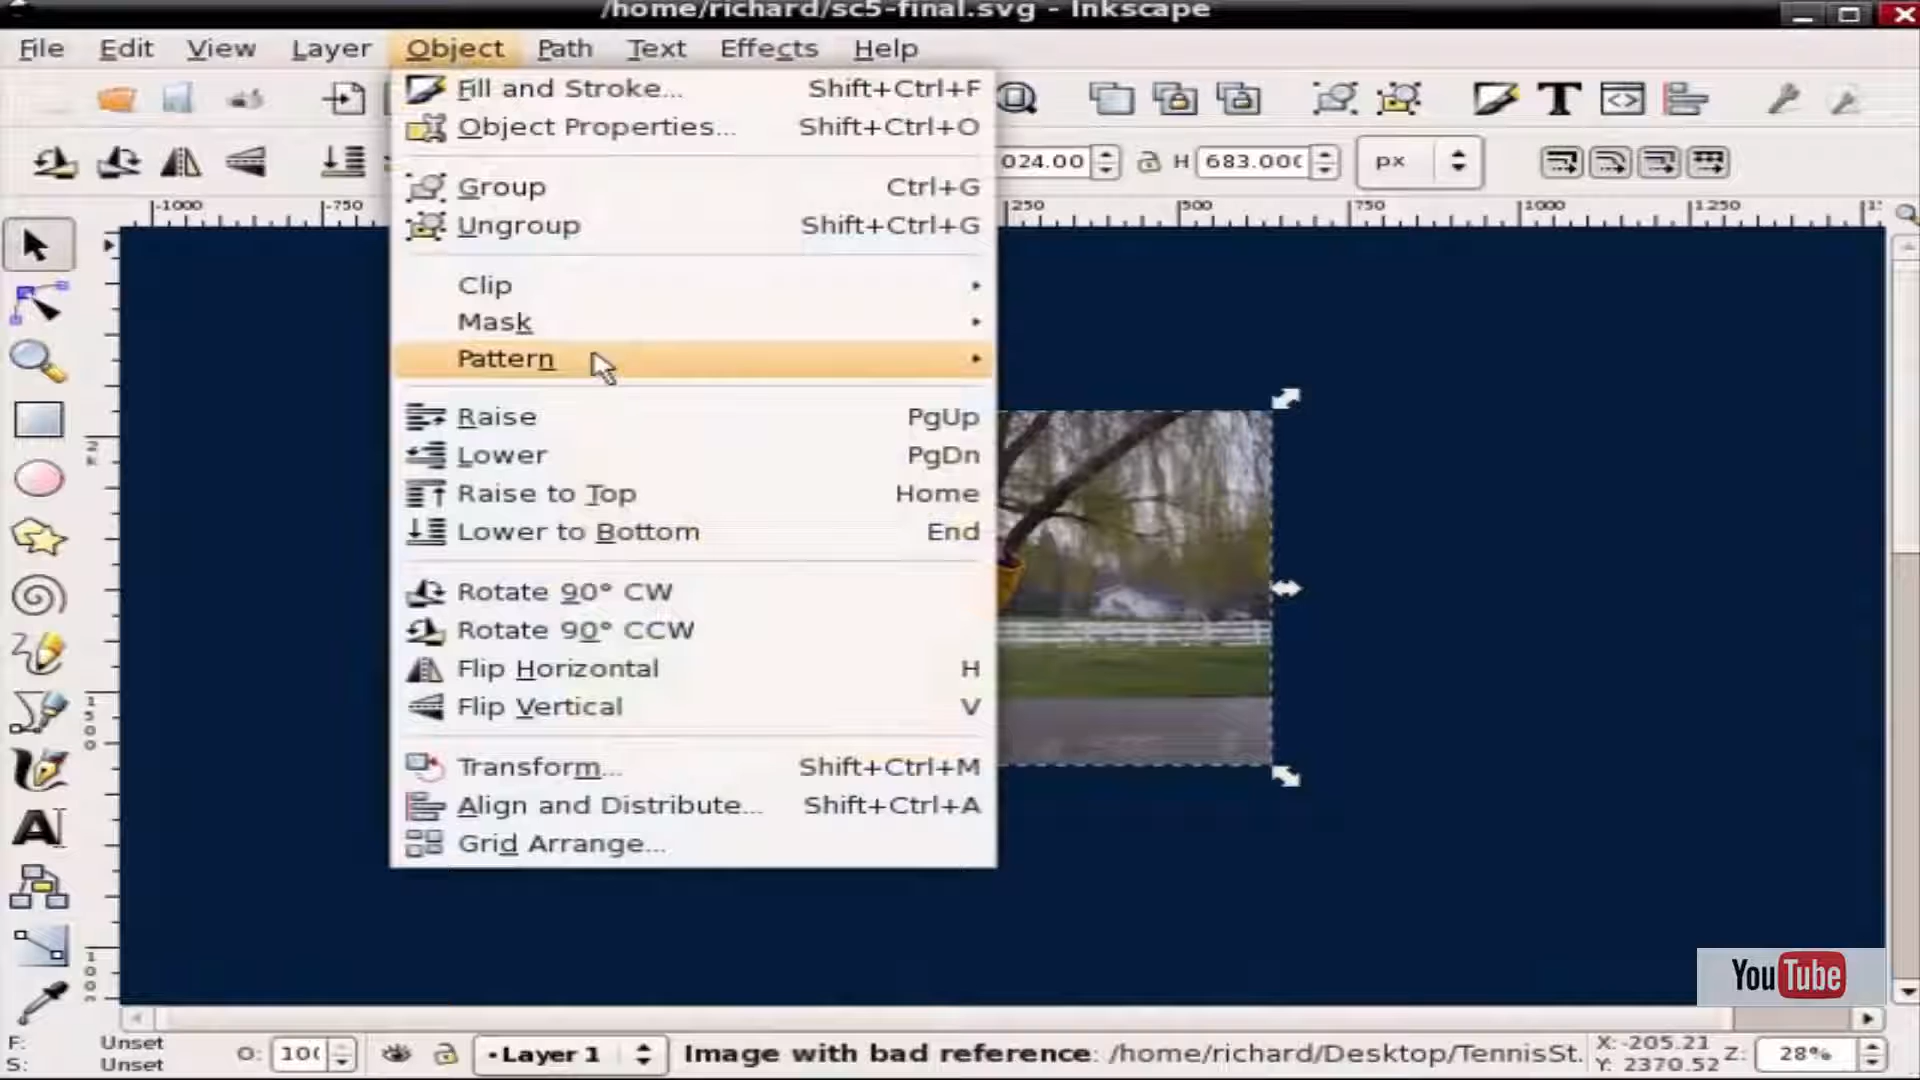 /home/richard/sc5-final.svg - Inkscape
File Edit View Layer Object Path Text Effects Help
Fill and Stroke... Shift+Ctrl+F
Object Properties... Shift+Ctrl+O
024.00 H 683.000 px
Group Ctrl+G
-1000 -750 250 500 750 1000 1250
Ungroup Shift+Ctrl+G
Clip
Mask
Pattern
Raise PgUp
Lower PgDn
Raise to Top Home
Lower to Bottom End
Rotate 90° CW
Rotate 90° CCW
Flip Horizontal H
Flip Vertical V
Transform... Shift+Ctrl+M
Align and Distribute... Shift+Ctrl+A
Grid Arrange...
YouTube
F: Unset
S: Unset
O: 100 Layer 1 Image with bad reference: /home/richard/Desktop/TennisSt.
X: -205.21
Y: 2370.52
Z: 28%